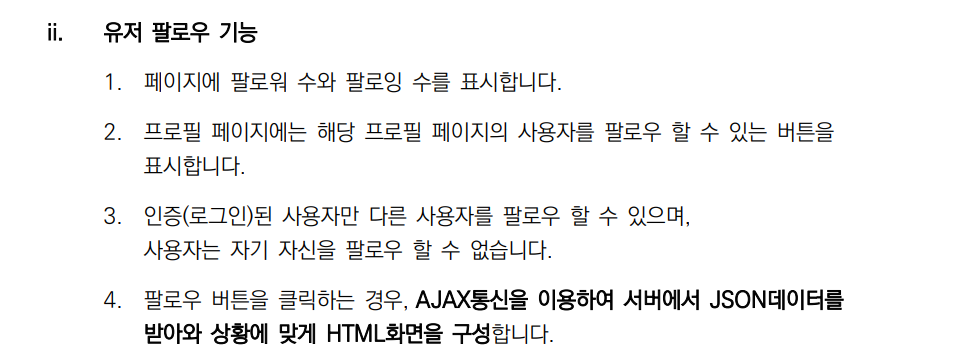 ii. 유저 팔로우 기능
1. 페이지에 팔로워 수와 팔로잉 수를 표시합니다.
2. 프로필 페이지에는 해당 프로필 페이지의 사용자를 팔로우 할 수 있는 버튼을
표시합니다.
3. 인증(로그인)된 사용자만 다른 사용자를 팔로우 할 수 있으며,
사용자는 자기 자신을 팔로우 할 수 없습니다.
4. 팔로우 버튼을 클릭하는 경우, AJAX통신을 이용하여 서버에서 JSON데이터를
받아와 상황에 맞게 HTML화면을 구성합니다.